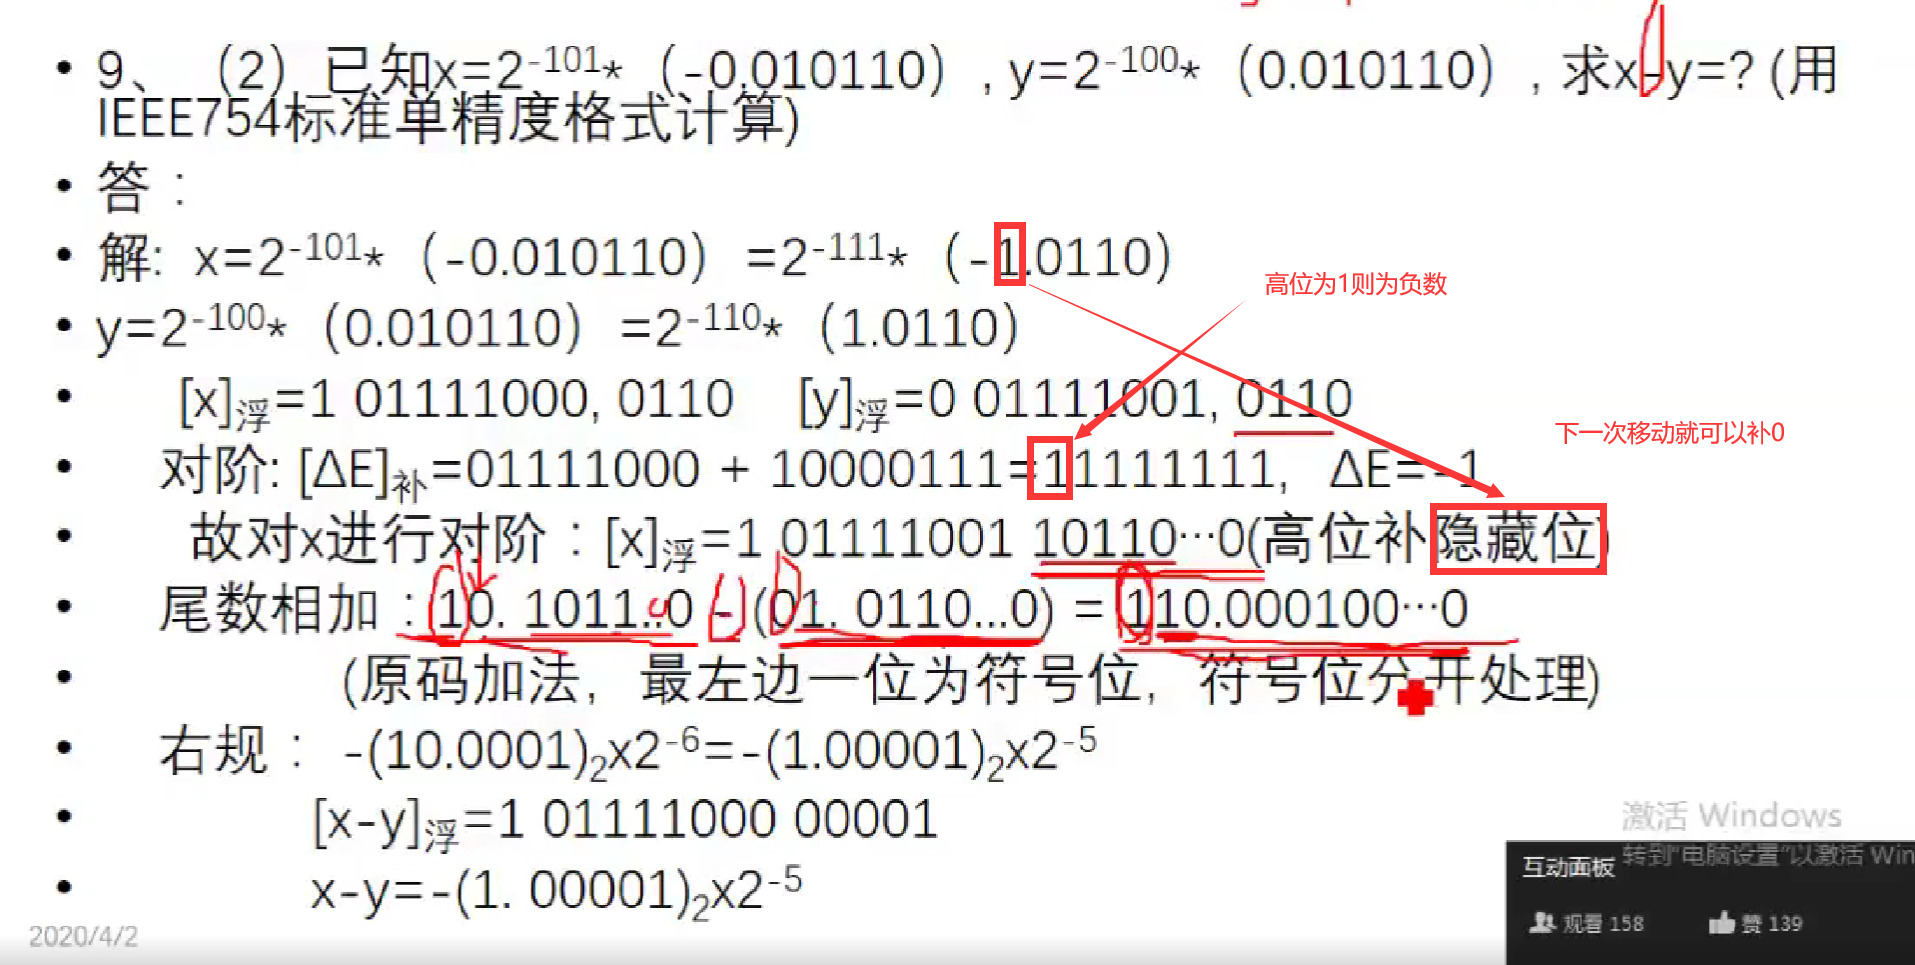 9、（2）已知x=2^-101*（-0.010110）, y=2^-100*（0.010110）, 求x-y=? (用
IEEE754标准单精度格式计算)
答：
解: x=2^-101*（-0.010110）=2^-111*（-1.0110）
高位为1则为负数
y=2^-100*（0.010110）=2^-110*（1.0110）
[x]浮=1 01111000, 0110 [y]浮=0 01111001, 0110
下一次移动就可以补0
对阶: [ΔE]补=01111000 + 10000111=11111111, ΔE=-1
故对x进行对阶：[x]浮=1 01111001 10110…0(高位补隐藏位)
尾数相加：10. 1011..0 - (01. 0110...0) = 110.000100…0
(原码加法，最左边一位为符号位，符号位分开处理)
右规： -(10.0001)₂x2^-6=-(1.00001)₂x2^-5
[x-y]浮=1 01111000 00001
x-y=-(1. 00001)₂x2^-5
激活 Windows
转到"电脑设置"以激活 Win
互动面板
观看 158 赞 139
2020/4/2